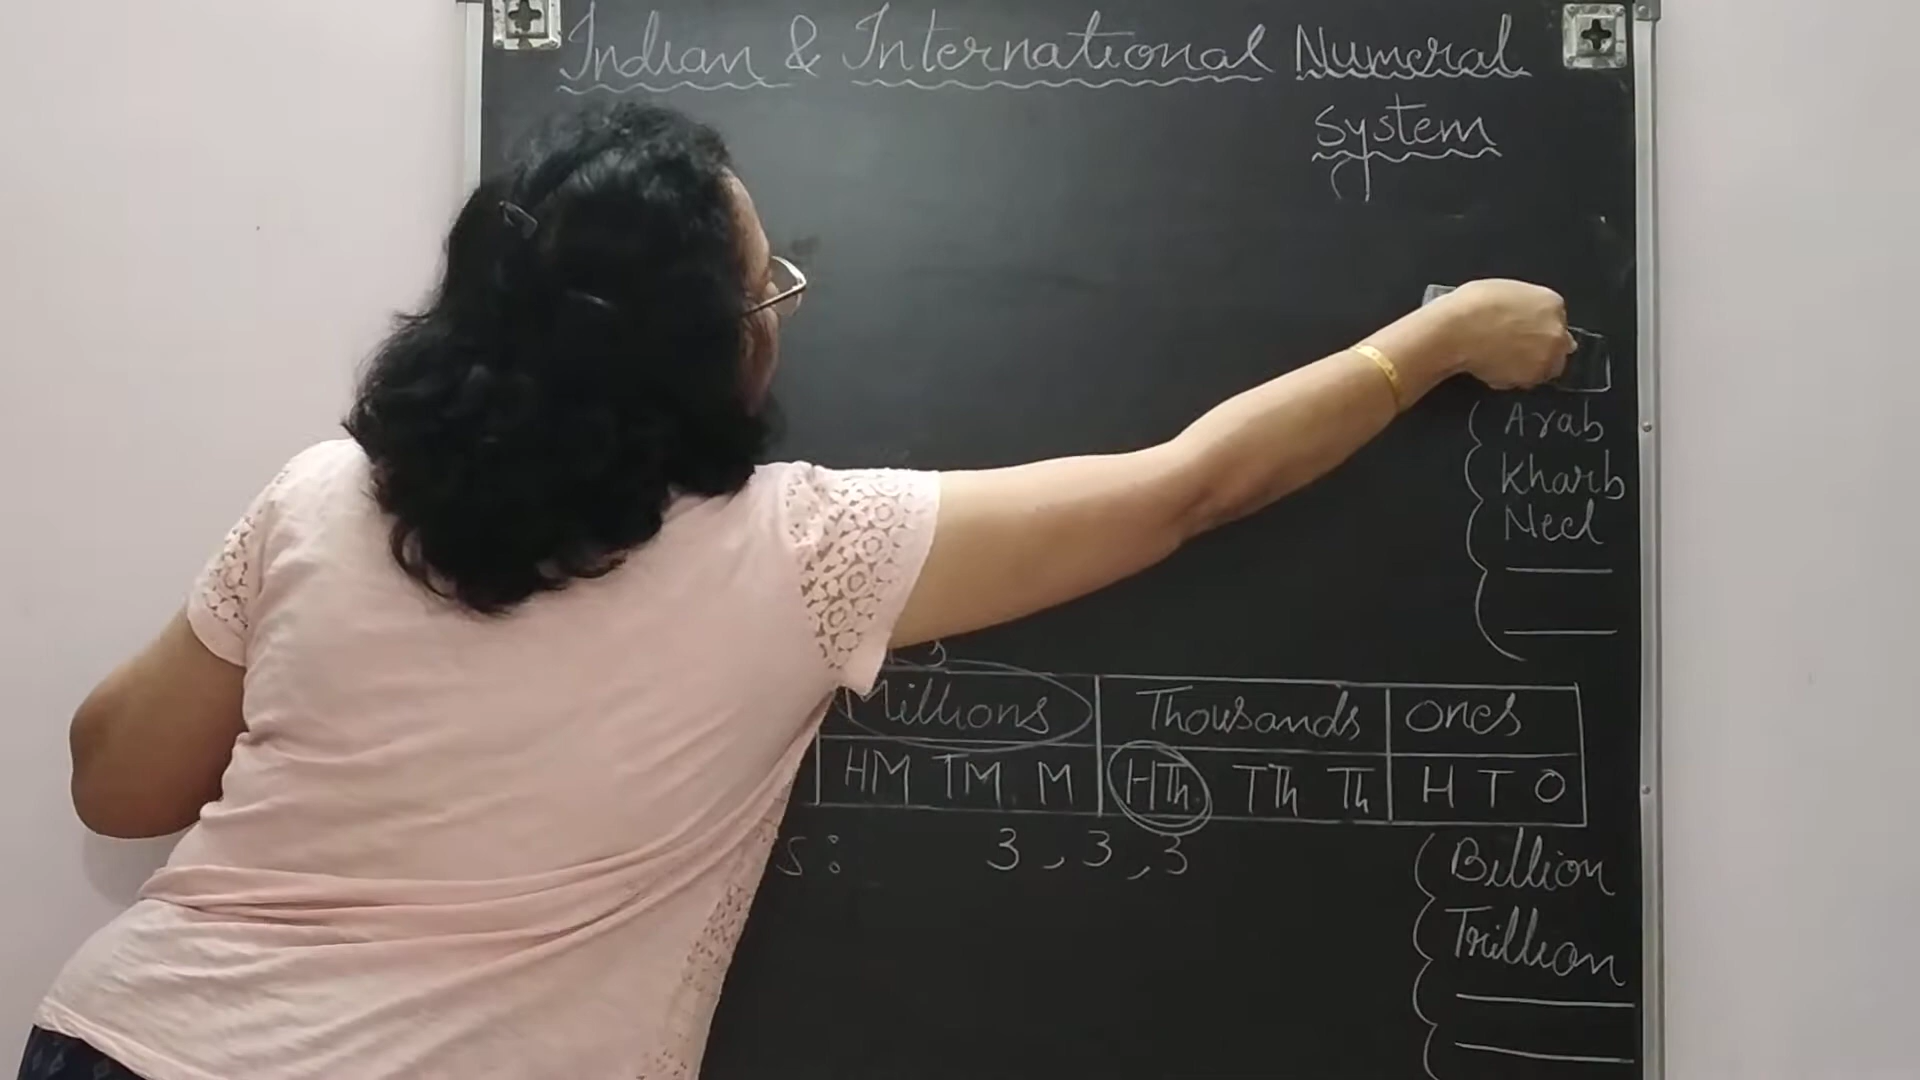 Indian & International Numeral
System
Arab
Kharb
Neel
Millions Thousands Ones
HM TM M HTh TTh Th H T O
s: 3 , 3 , 3
Billion
Trillion